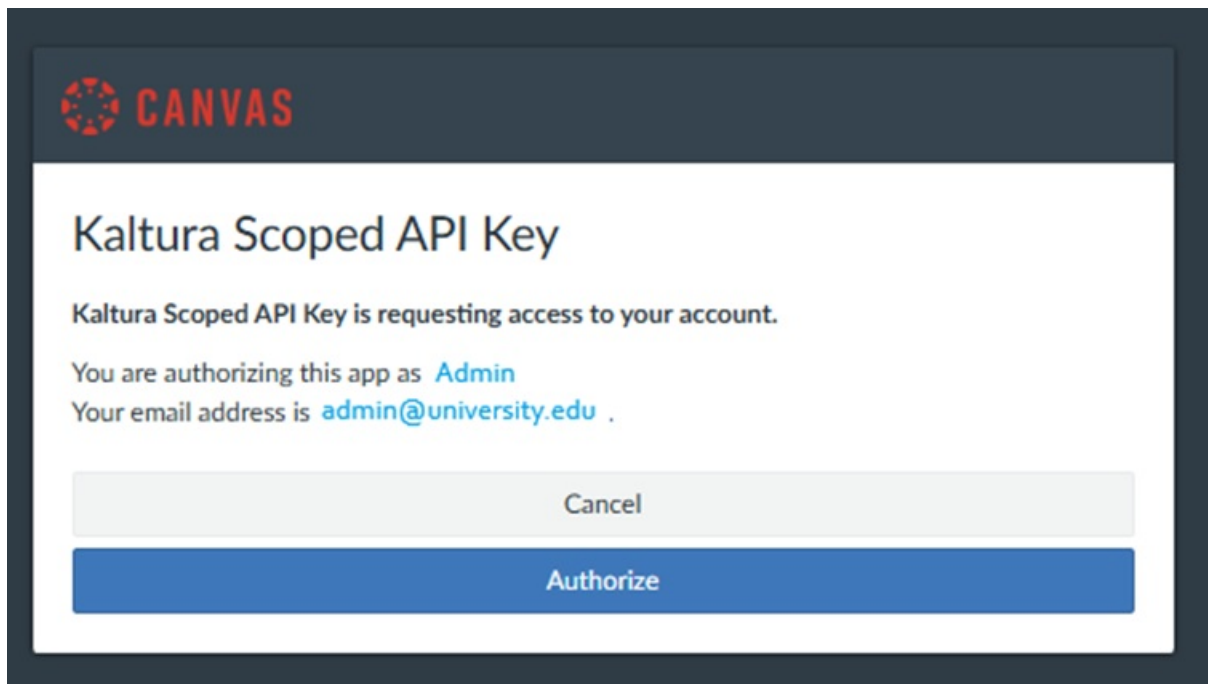 CANVAS
Kaltura Scoped API Key
Kaltura Scoped API Key is requesting access to your account.
You are authorizing this app as Admin
Your email address is admin@university.edu .
Cancel
Authorize